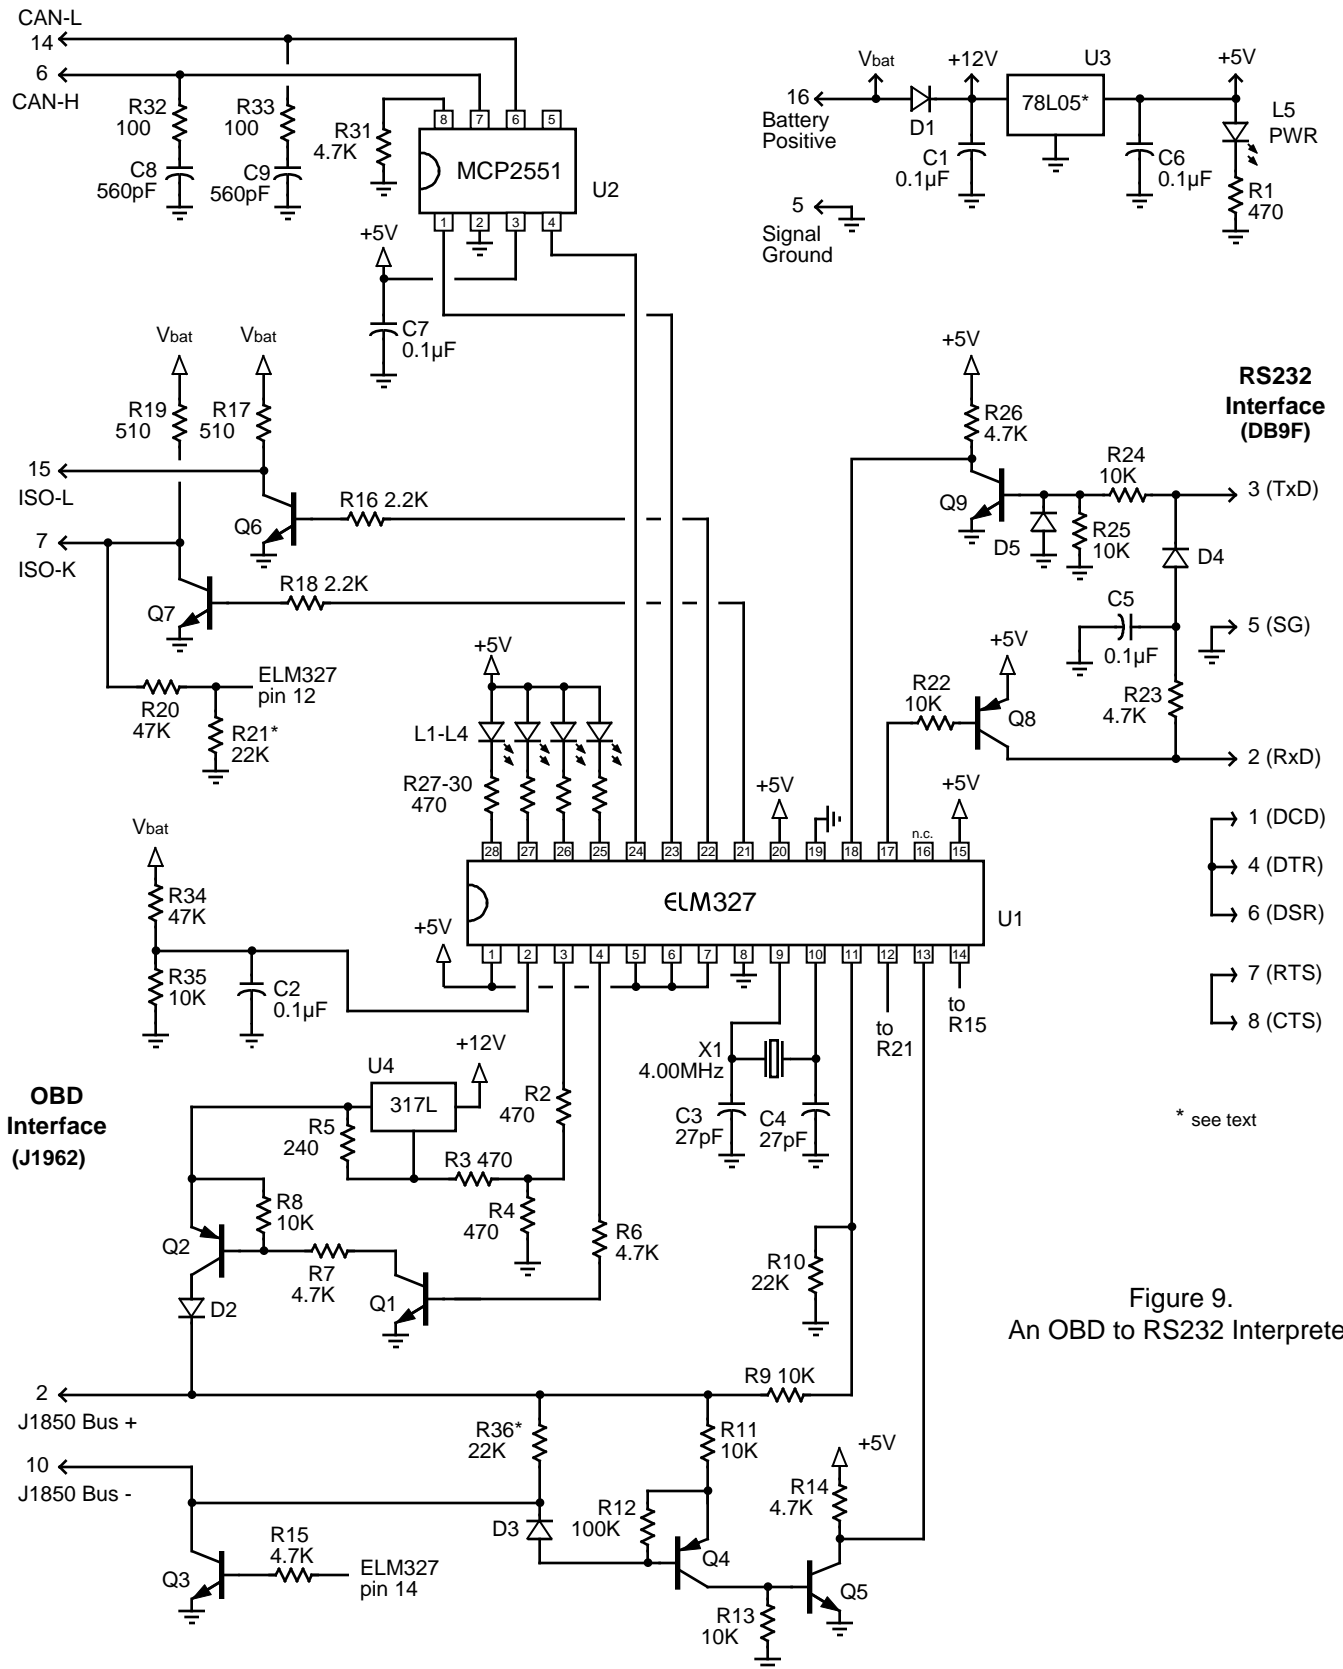 CAN-L
14
6
CAN-H
R32
100
R33
100
C8
560pF
C9
560pF
R31
4.7K
8 7 6 5
MCP2551
U2
1 2 3 4
+5V
C7
0.1µF
Vbat
+12V
U3
+5V
16
Battery
Positive
D1
78L05*
L5
PWR
C1
0.1µF
C6
0.1µF
R1
470
5
Signal
Ground
Vbat
Vbat
R19
510
R17
510
15
ISO-L
R16 2.2K
Q6
7
ISO-K
R18 2.2K
Q7
R20
47K
ELM327
pin 12
R21*
22K
+5V
R26
4.7K
RS232
Interface
(DB9F)
R24
10K
3 (TxD)
Q9
D5
R25
10K
D4
C5
0.1µF
5 (SG)
+5V
R22
10K
Q8
R23
4.7K
2 (RxD)
+5V
L1-L4
R27-30
470
+5V
+5V
n.c.
1 (DCD)
4 (DTR)
6 (DSR)
7 (RTS)
8 (CTS)
28 27 26 25 24 23 22 21 20 19 18 17 16 15
ELM327
U1
+5V
1 2 3 4 5 6 7 8 9 10 11 12 13 14
Vbat
R34
47K
R35
10K
C2
0.1µF
to
R21
to
R15
X1
4.00MHz
C3
27pF
C4
27pF
* see text
OBD
Interface
(J1962)
U4
+12V
317L
R5
240
R2
470
R3 470
R4
470
R6
4.7K
R8
10K
Q2
R7
4.7K
Q1
D2
R10
22K
Figure 9.
An OBD to RS232 Interprete
2
J1850 Bus +
R9 10K
R36*
22K
R11
10K
10
J1850 Bus -
+5V
R14
4.7K
R12
100K
D3
Q4
Q5
R13
10K
R15
4.7K
Q3
ELM327
pin 14